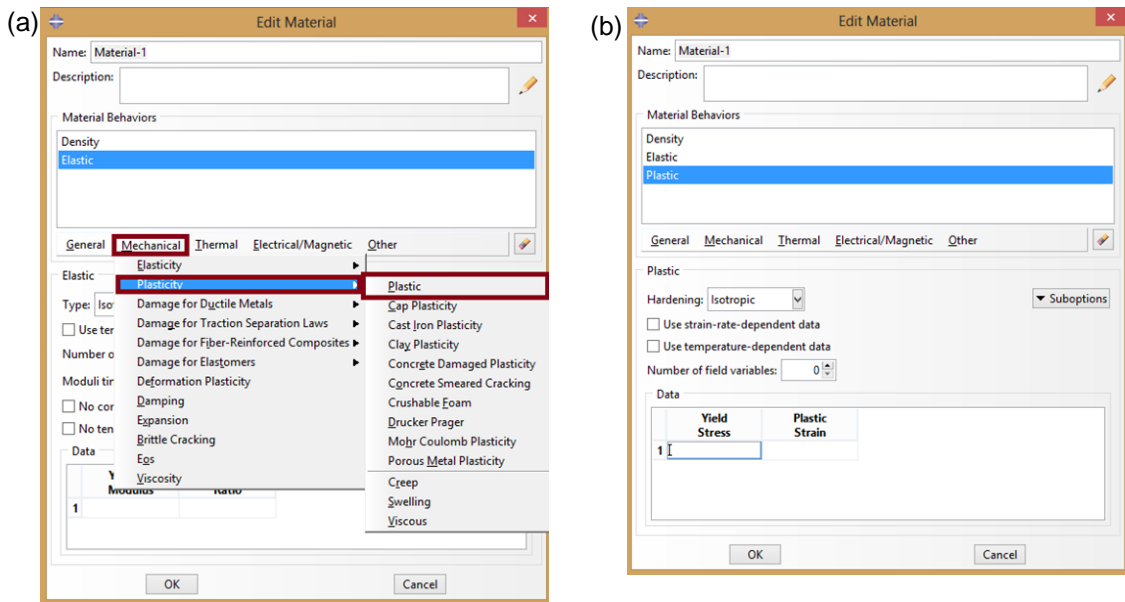 (a)
Edit Material
Name: Material-1
Description:
Material Behaviors
Density
Elastic
General Mechanical Thermal Electrical/Magnetic Other
Elasticity
Plasticity
Damage for Ductile Metals
Damage for Traction Separation Laws
Damage for Fiber-Reinforced Composites
Damage for Elastomers
Deformation Plasticity
Damping
Expansion
Brittle Cracking
Eos
Viscosity
Plastic
Cap Plasticity
Cast Iron Plasticity
Clay Plasticity
Concrete Damaged Plasticity
Concrete Smeared Cracking
Crushable Foam
Drucker Prager
Mohr Coulomb Plasticity
Porous Metal Plasticity
Creep
Swelling
Viscous
Elastic
Type: Iso
Use ter
Number o
Moduli tir
No cor
No ten
Data
Y
Modulus Ratio
1
OK Cancel
(b)
Edit Material
Name: Material-1
Description:
Material Behaviors
Density
Elastic
Plastic
General Mechanical Thermal Electrical/Magnetic Other
Plastic
Hardening: Isotropic
Suboptions
Use strain-rate-dependent data
Use temperature-dependent data
Number of field variables: 0
Data
Yield Plastic
Stress Strain
1
OK Cancel